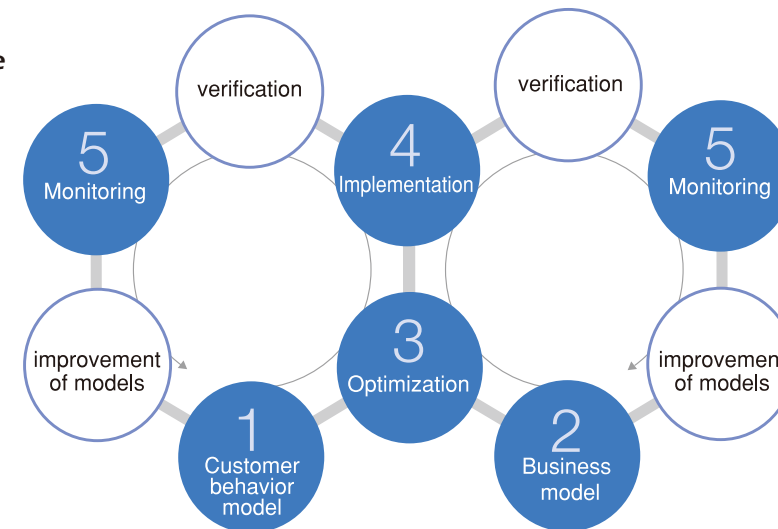 e
verification
verification
5
Monitoring
4
Implementation
5
Monitoring
improvement
of models
3
Optimization
improvemen
of models
1
Customer
behavior
model
2
Business
model